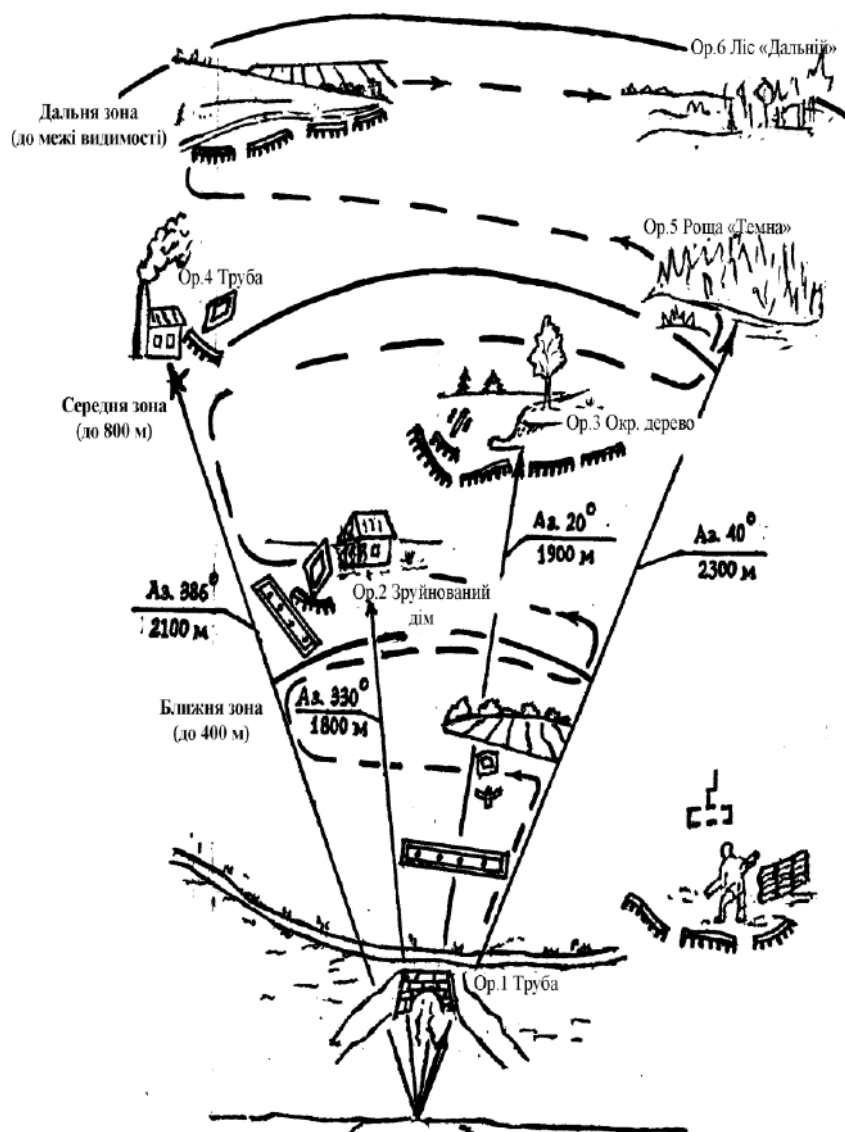 Ор.6 Ліс «Дальній»
Дальня зона
(до межі видимості)
Ор.5 Роща «Темна»
Ор.4 Труба
Середня зона
(до 800 м)
Ор.3 Окр. дерево
Аз. 20°
1900 м
Аз. 40°
2300 м
Аз. 386°
2100 м
Ор.2 Зруйнований
дім
Ближня зона
(до 400 м)
Аз. 330°
1800 м
Ор.1 Труба